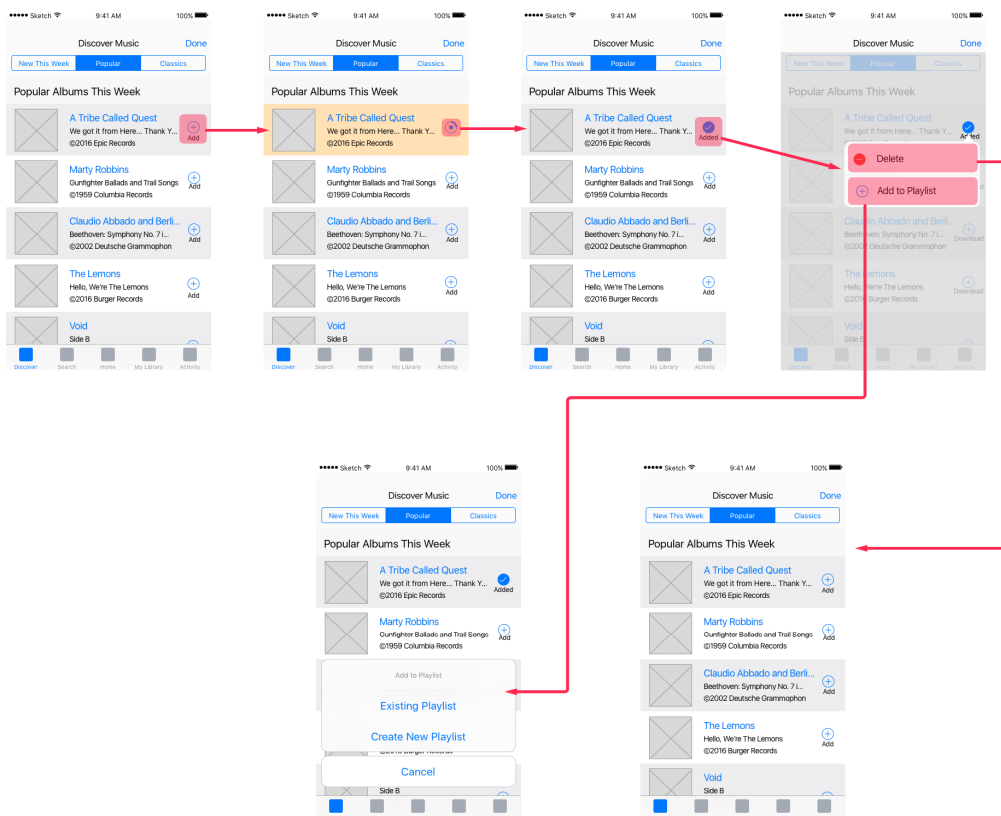 Sketch 9:41 AM 100%
Discover Music Done
New This Week Popular Classics
Popular Albums This Week
A Tribe Called Quest
We got it from Here... Thank Y...
©2016 Epic Records
Add
Marty Robbins
Gunfighter Ballads and Trail Songs
©1959 Columbia Records
Add
Claudio Abbado and Berli...
Beethoven: Symphony No. 7 i...
©2002 Deutsche Grammophon
Add
The Lemons
Hello, We're The Lemons
©2016 Burger Records
Add
Void
Side B
Discover Search Home My Library Activity
Sketch 9:41 AM 100%
Discover Music Done
New This Week Popular Classics
Popular Albums This Week
A Tribe Called Quest
We got it from Here... Thank Y...
©2016 Epic Records
Marty Robbins
Gunfighter Ballads and Trail Songs
©1959 Columbia Records
Add
Claudio Abbado and Berli...
Beethoven: Symphony No. 7 i...
©2002 Deutsche Grammophon
Add
The Lemons
Hello, We're The Lemons
©2016 Burger Records
Add
Void
Side B
Discover Search Home My Library Activity
Sketch 9:41 AM 100%
Discover Music Done
New This Week Popular Classics
Popular Albums This Week
A Tribe Called Quest
We got it from Here... Thank Y...
©2016 Epic Records
Added
Marty Robbins
Gunfighter Ballads and Trail Songs
©1959 Columbia Records
Add
Claudio Abbado and Berli...
Beethoven: Symphony No. 7 i...
©2002 Deutsche Grammophon
Add
The Lemons
Hello, We're The Lemons
©2016 Burger Records
Add
Void
Side B
Discover Search Home My Library Activity
Sketch 9:41 AM 100%
Discover Music Done
New This Week Popular Classics
Popular Albums This Week
A Tribe Called Quest
We got it from Here... Thank Y...
©2016 Epic Records
Added
Delete
Add to Playlist
Claudio Abbado and Berli...
Beethoven: Symphony No. 7 i...
©2002 Deutsche Grammophon
Download
The Lemons
Hello, We're The Lemons
©2016 Burger Records
Download
Void
Side B
Discover Search Home My Library Activity
Sketch 9:41 AM 100%
Discover Music Done
New This Week Popular Classics
Popular Albums This Week
A Tribe Called Quest
We got it from Here... Thank Y...
©2016 Epic Records
Added
Marty Robbins
Gunfighter Ballads and Trail Songs
©1959 Columbia Records
Add
Add to Playlist
Existing Playlist
Create New Playlist
©2016 Burger Records
Cancel
Side B
Sketch 9:41 AM 100%
Discover Music Done
New This Week Popular Classics
Popular Albums This Week
A Tribe Called Quest
We got it from Here... Thank Y...
©2016 Epic Records
Add
Marty Robbins
Gunfighter Ballads and Trail Songs
©1959 Columbia Records
Add
Claudio Abbado and Berli...
Beethoven: Symphony No. 7 i...
©2002 Deutsche Grammophon
Add
The Lemons
Hello, We're The Lemons
©2016 Burger Records
Add
Void
Side B